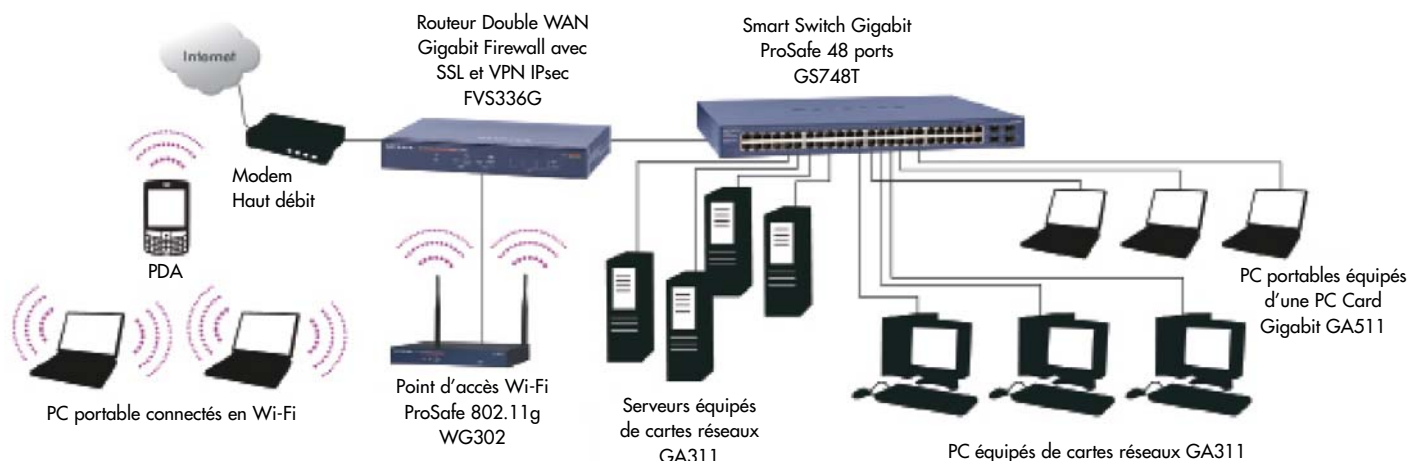 Internet
Routeur Double WAN
Gigabit Firewall avec
SSL et VPN IPsec
FVS336G
Smart Switch Gigabit
ProSafe 48 ports
GS748T
Modem
Haut débit
PDA
PC portable connectés en Wi-Fi
Point d'accès Wi-Fi
ProSafe 802.11g
WG302
Serveurs équipés
de cartes réseaux
GA311
PC portables équipés
d'une PC Card
Gigabit GA511
PC équipés de cartes réseaux GA311